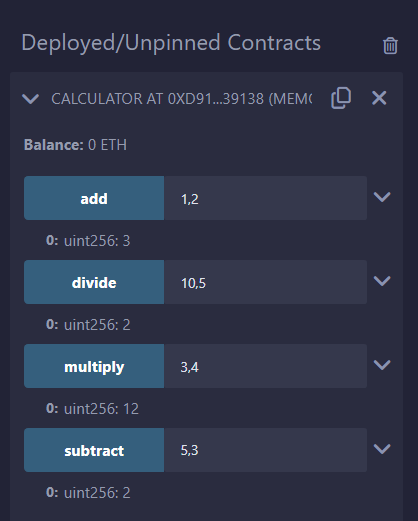 Deployed/Unpinned Contracts
CALCULATOR AT 0XD91...39138 (MEMO
Balance: 0 ETH
add 1,2
0: uint256: 3
divide 10,5
0: uint256: 2
multiply 3,4
0: uint256: 12
subtract 5,3
0: uint256: 2